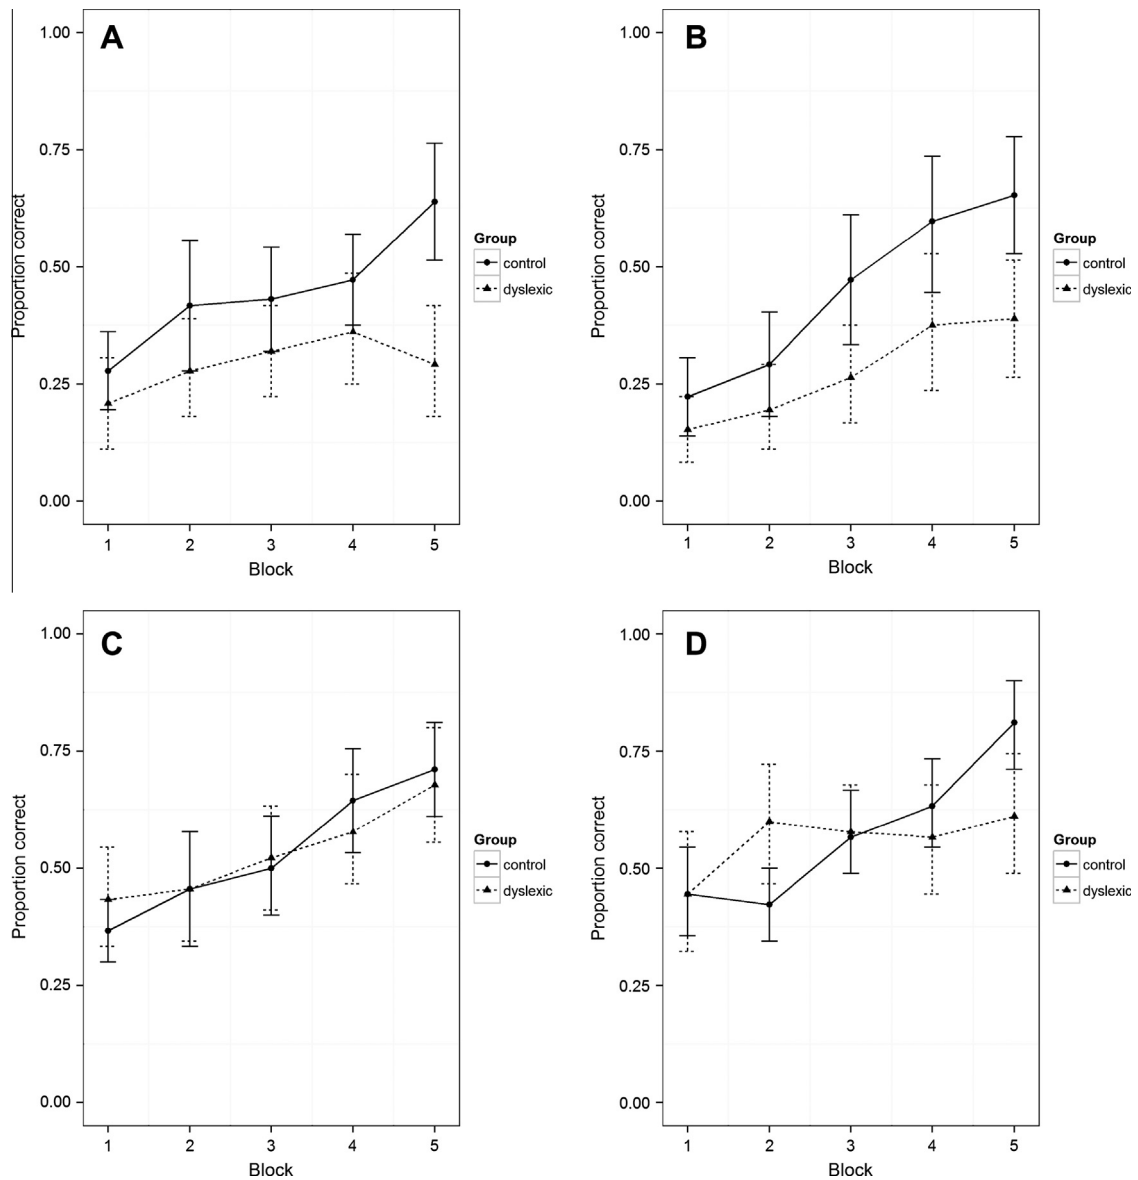 A
1.00
0.75
0.50
0.25
0.00
Proportion correct
1 2 3 4 5
Block
Group
control
dyslexic
B
1.00
0.75
0.50
0.25
0.00
Proportion correct
1 2 3 4 5
Block
Group
control
dyslexic
C
1.00
0.75
0.50
0.25
0.00
Proportion correct
1 2 3 4 5
Block
Group
control
dyslexic
D
1.00
0.75
0.50
0.25
0.00
Proportion correct
1 2 3 4 5
Block
Group
control
dyslexic